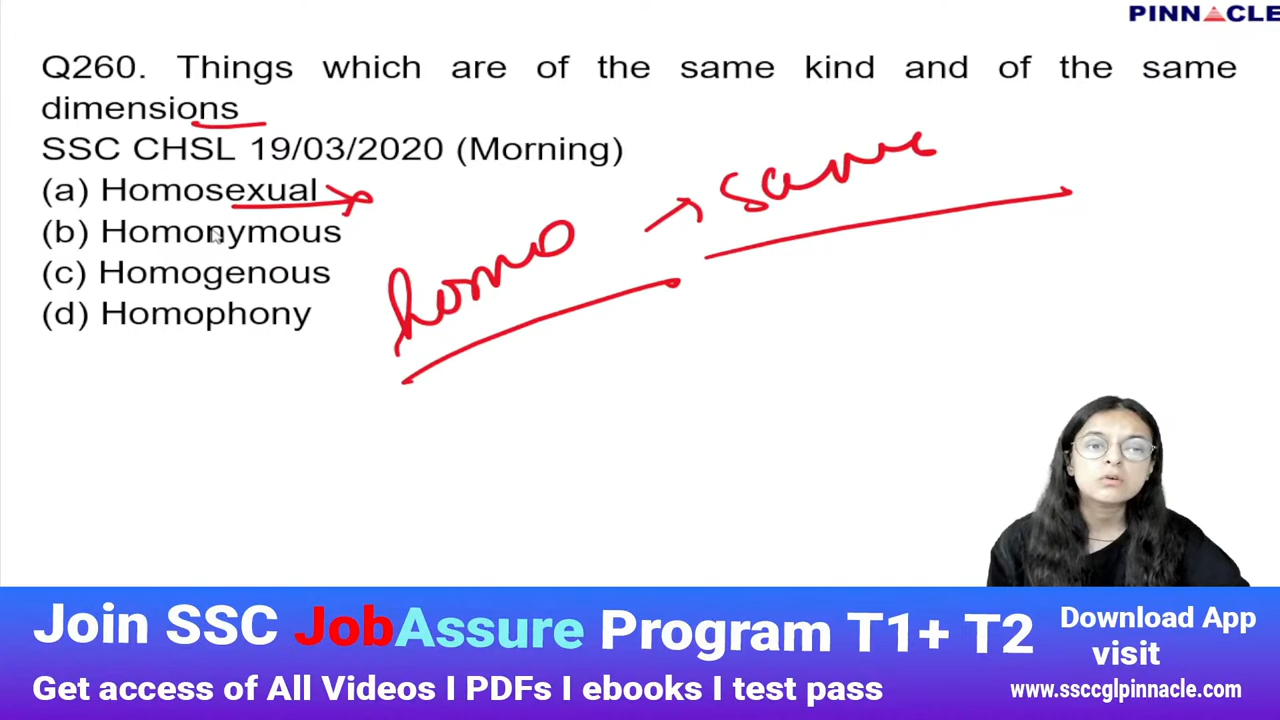 PINNACLE
Q260. Things which are of the same kind and of the same
dimensions
SSC CHSL 19/03/2020 (Morning)
(a) Homosexual
(b) Homonymous
(c) Homogenous
(d) Homophony
homo → same
Join SSC JobAssure Program T1+ T2
Get access of All Videos I PDFs I ebooks I test pass
Download App
visit
www.ssccglpinnacle.com